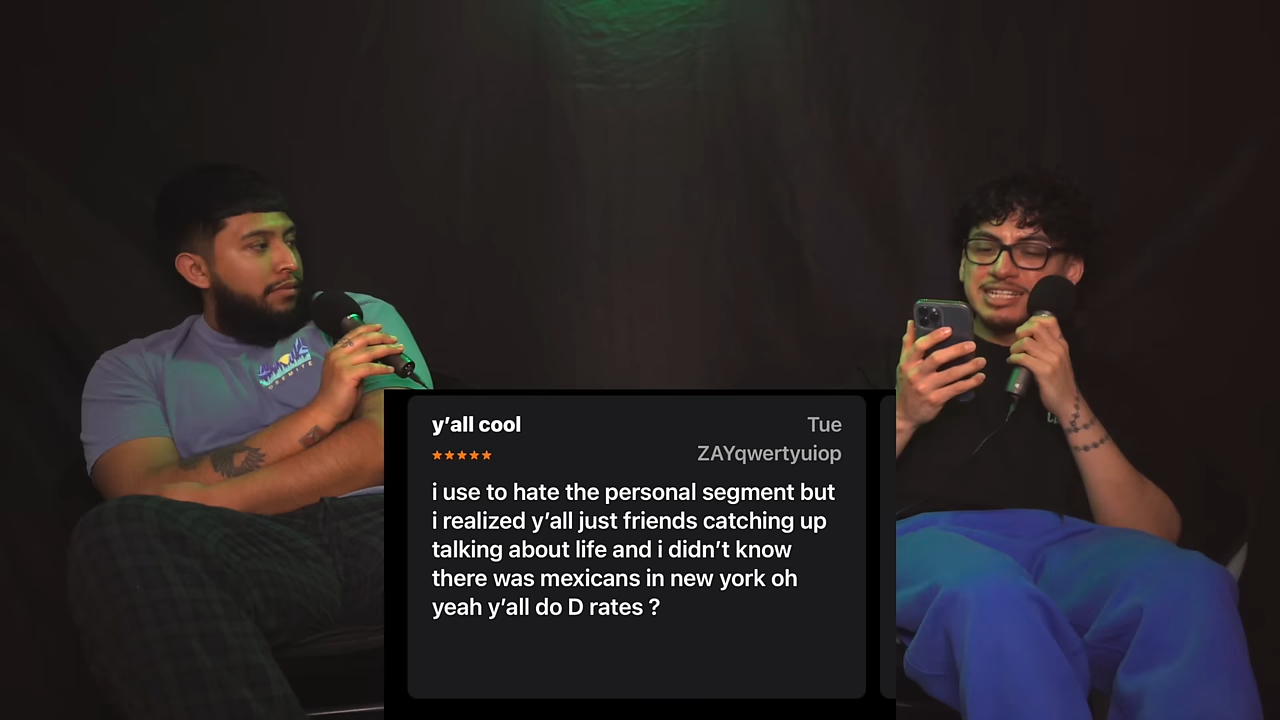 OSEMITE
y'all cool
Tue
★★★★★
ZAYqwertyuiop
i use to hate the personal segment but
i realized y'all just friends catching up
talking about life and i didn't know
there was mexicans in new york oh
yeah y'all do D rates ?